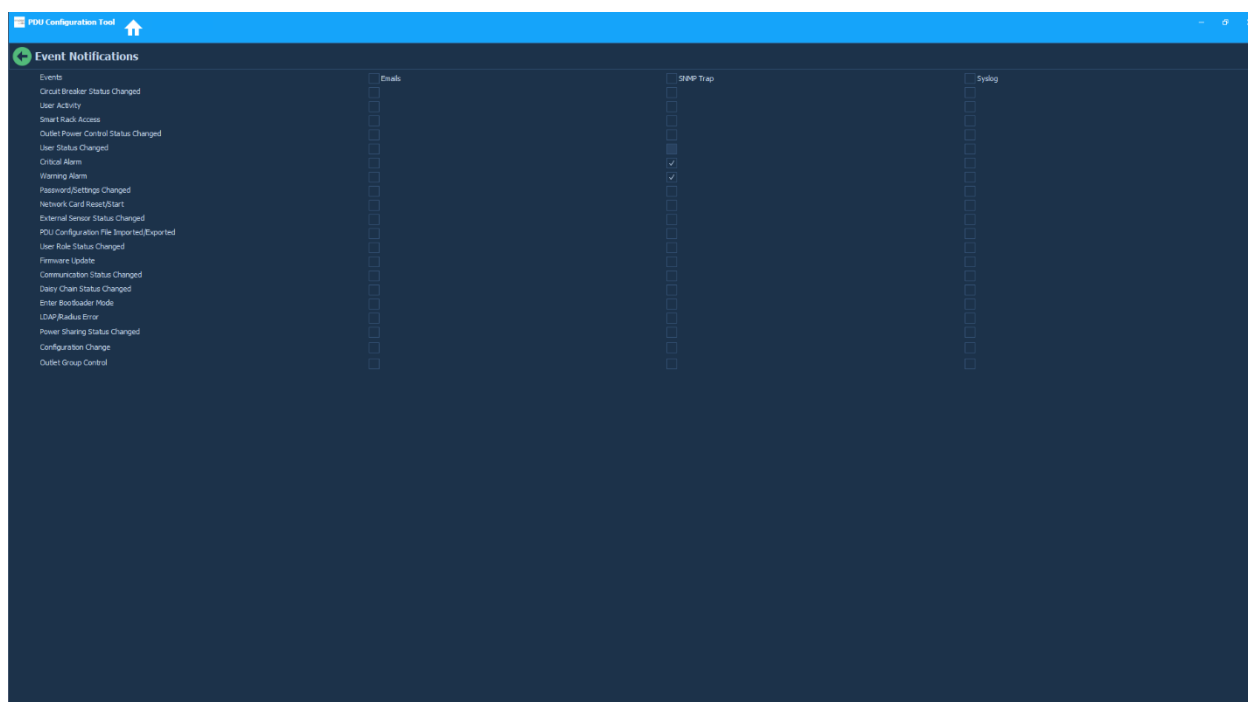 PDU Configuration Tool
Event Notifications
Events Emails SNMP Trap Syslog
Circuit Breaker Status Changed
User Activity
Smart Rack Access
Outlet Power Control Status Changed
User Status Changed
Critical Alarm
Warning Alarm
Password/Settings Changed
Network Card Reset/Start
External Sensor Status Changed
PDU Configuration File Imported/Exported
User Role Status Changed
Firmware Update
Communication Status Changed
Daisy Chain Status Changed
Enter Bootloader Mode
LDAP/Radius Error
Power Sharing Status Changed
Configuration Change
Outlet Group Control